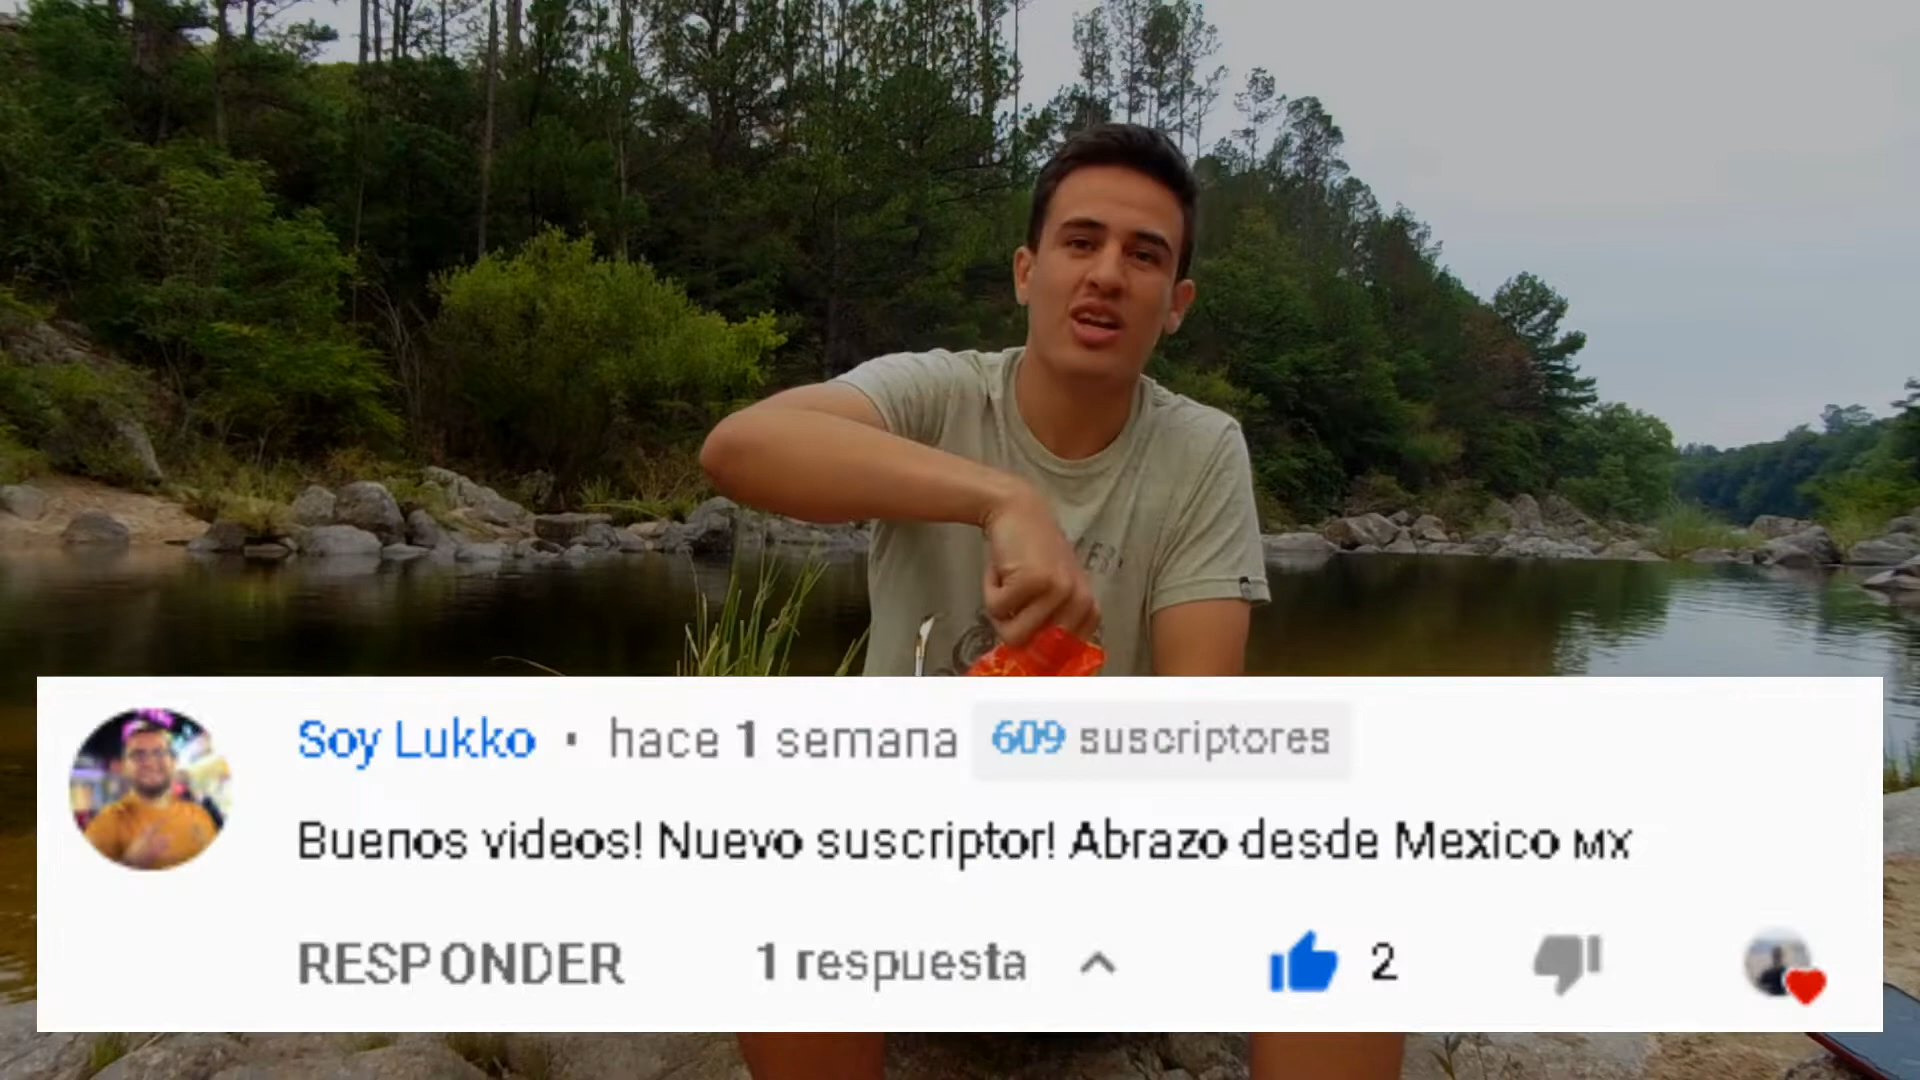 Soy Lukko · hace 1 semana 609 suscriptores
Buenos videos! Nuevo suscriptor! Abrazo desde Mexico MX
RESPONDER 1 respuesta 2